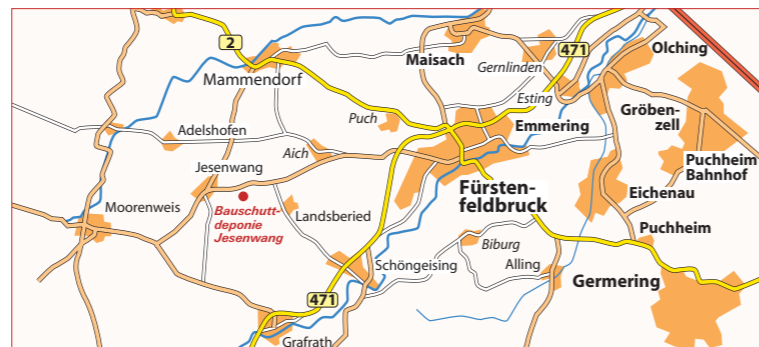 2
471
Olching
Maisach
Gernlinden
Mammendorf
Esting
Gröben-
zell
Puch
Emmering
Adelshofen
Aich
Puchheim
Bahnhof
Jesenwang
Fürsten-
feldbruck
Eichenau
Moorenweis
Bauschutt-
deponie
Jesenwang
Landsberied
Puchheim
Biburg
Schöngeising
Alling
Germering
471
Grafrath